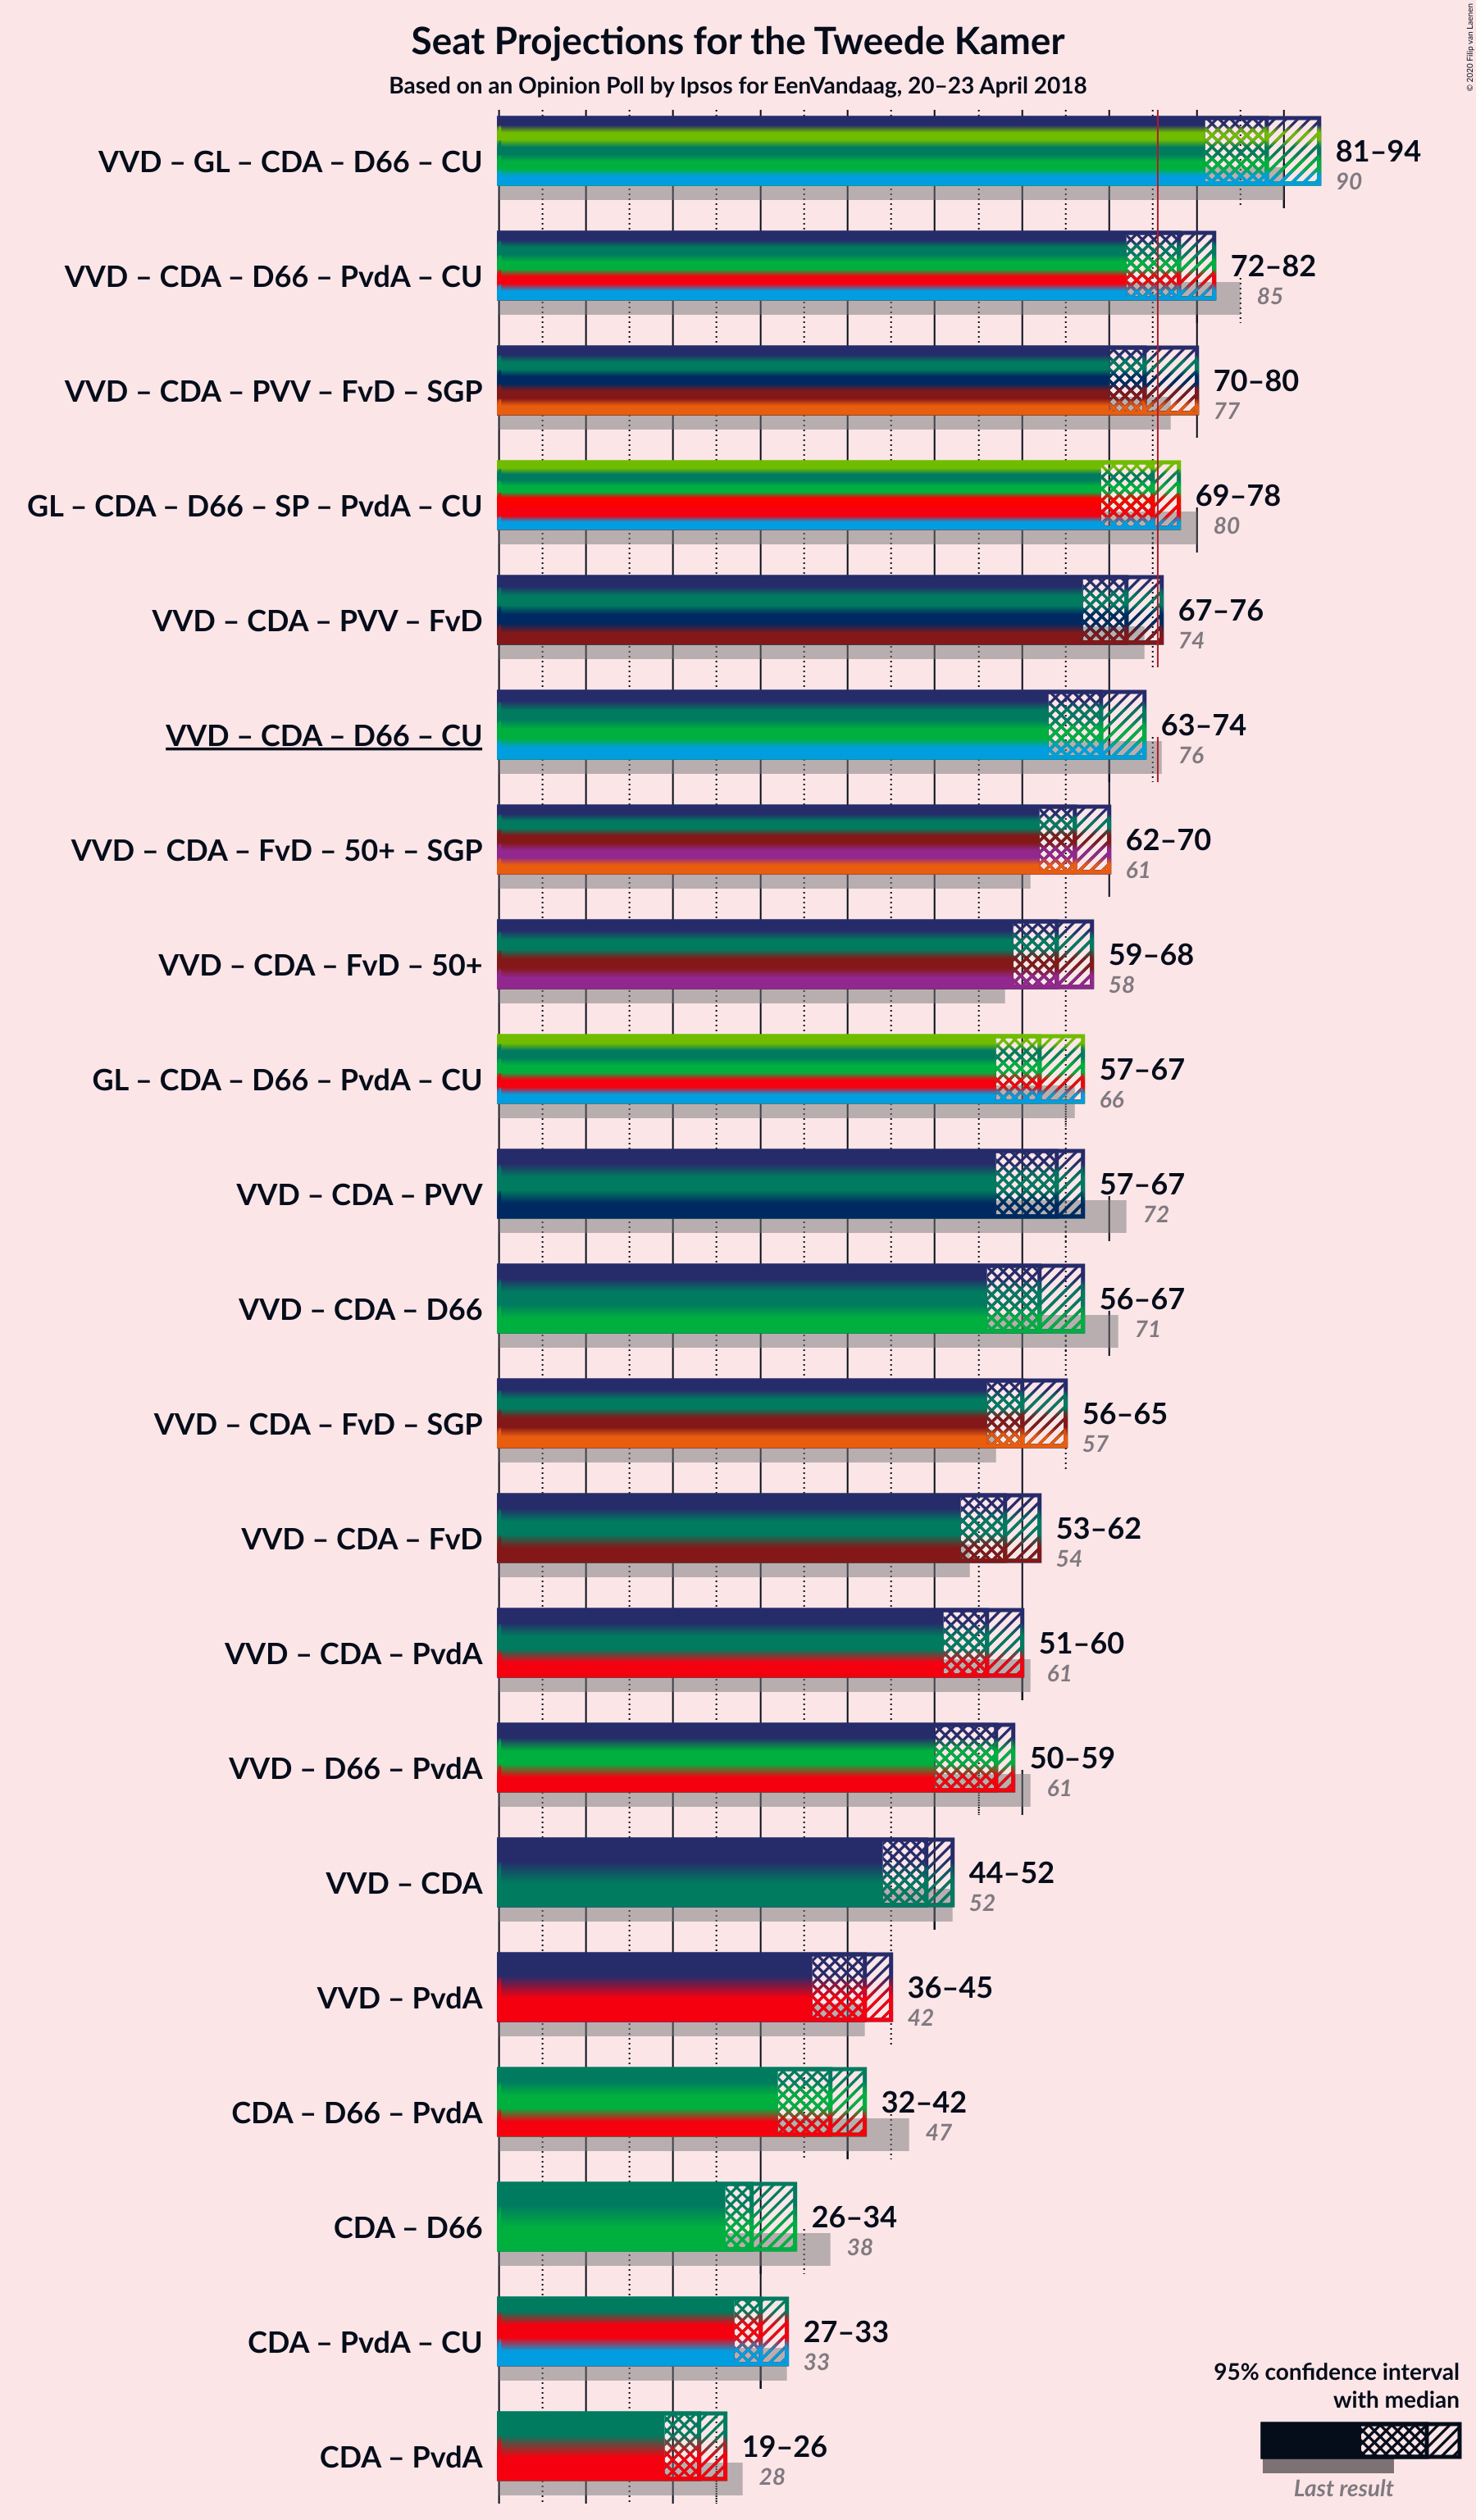 Seat Projections for the Tweede Kamer
Based on an Opinion Poll by Ipsos for EenVandaag, 20–23 April 2018
© 2020 Filip van Laenen
VVD – GL – CDA – D66 – CU
81–94
90
VVD – CDA – D66 – PvdA – CU
72–82
85
VVD – CDA – PVV – FvD – SGP
70–80
77
GL – CDA – D66 – SP – PvdA – CU
69–78
80
VVD – CDA – PVV – FvD
67–76
74
VVD – CDA – D66 – CU
63–74
76
VVD – CDA – FvD – 50+ – SGP
62–70
61
VVD – CDA – FvD – 50+
59–68
58
GL – CDA – D66 – PvdA – CU
57–67
66
VVD – CDA – PVV
57–67
72
VVD – CDA – D66
56–67
71
VVD – CDA – FvD – SGP
56–65
57
VVD – CDA – FvD
53–62
54
VVD – CDA – PvdA
51–60
61
VVD – D66 – PvdA
50–59
61
VVD – CDA
44–52
52
VVD – PvdA
36–45
42
CDA – D66 – PvdA
32–42
47
CDA – D66
26–34
38
CDA – PvdA – CU
27–33
33
CDA – PvdA
19–26
28
95% confidence interval
with median
Last result